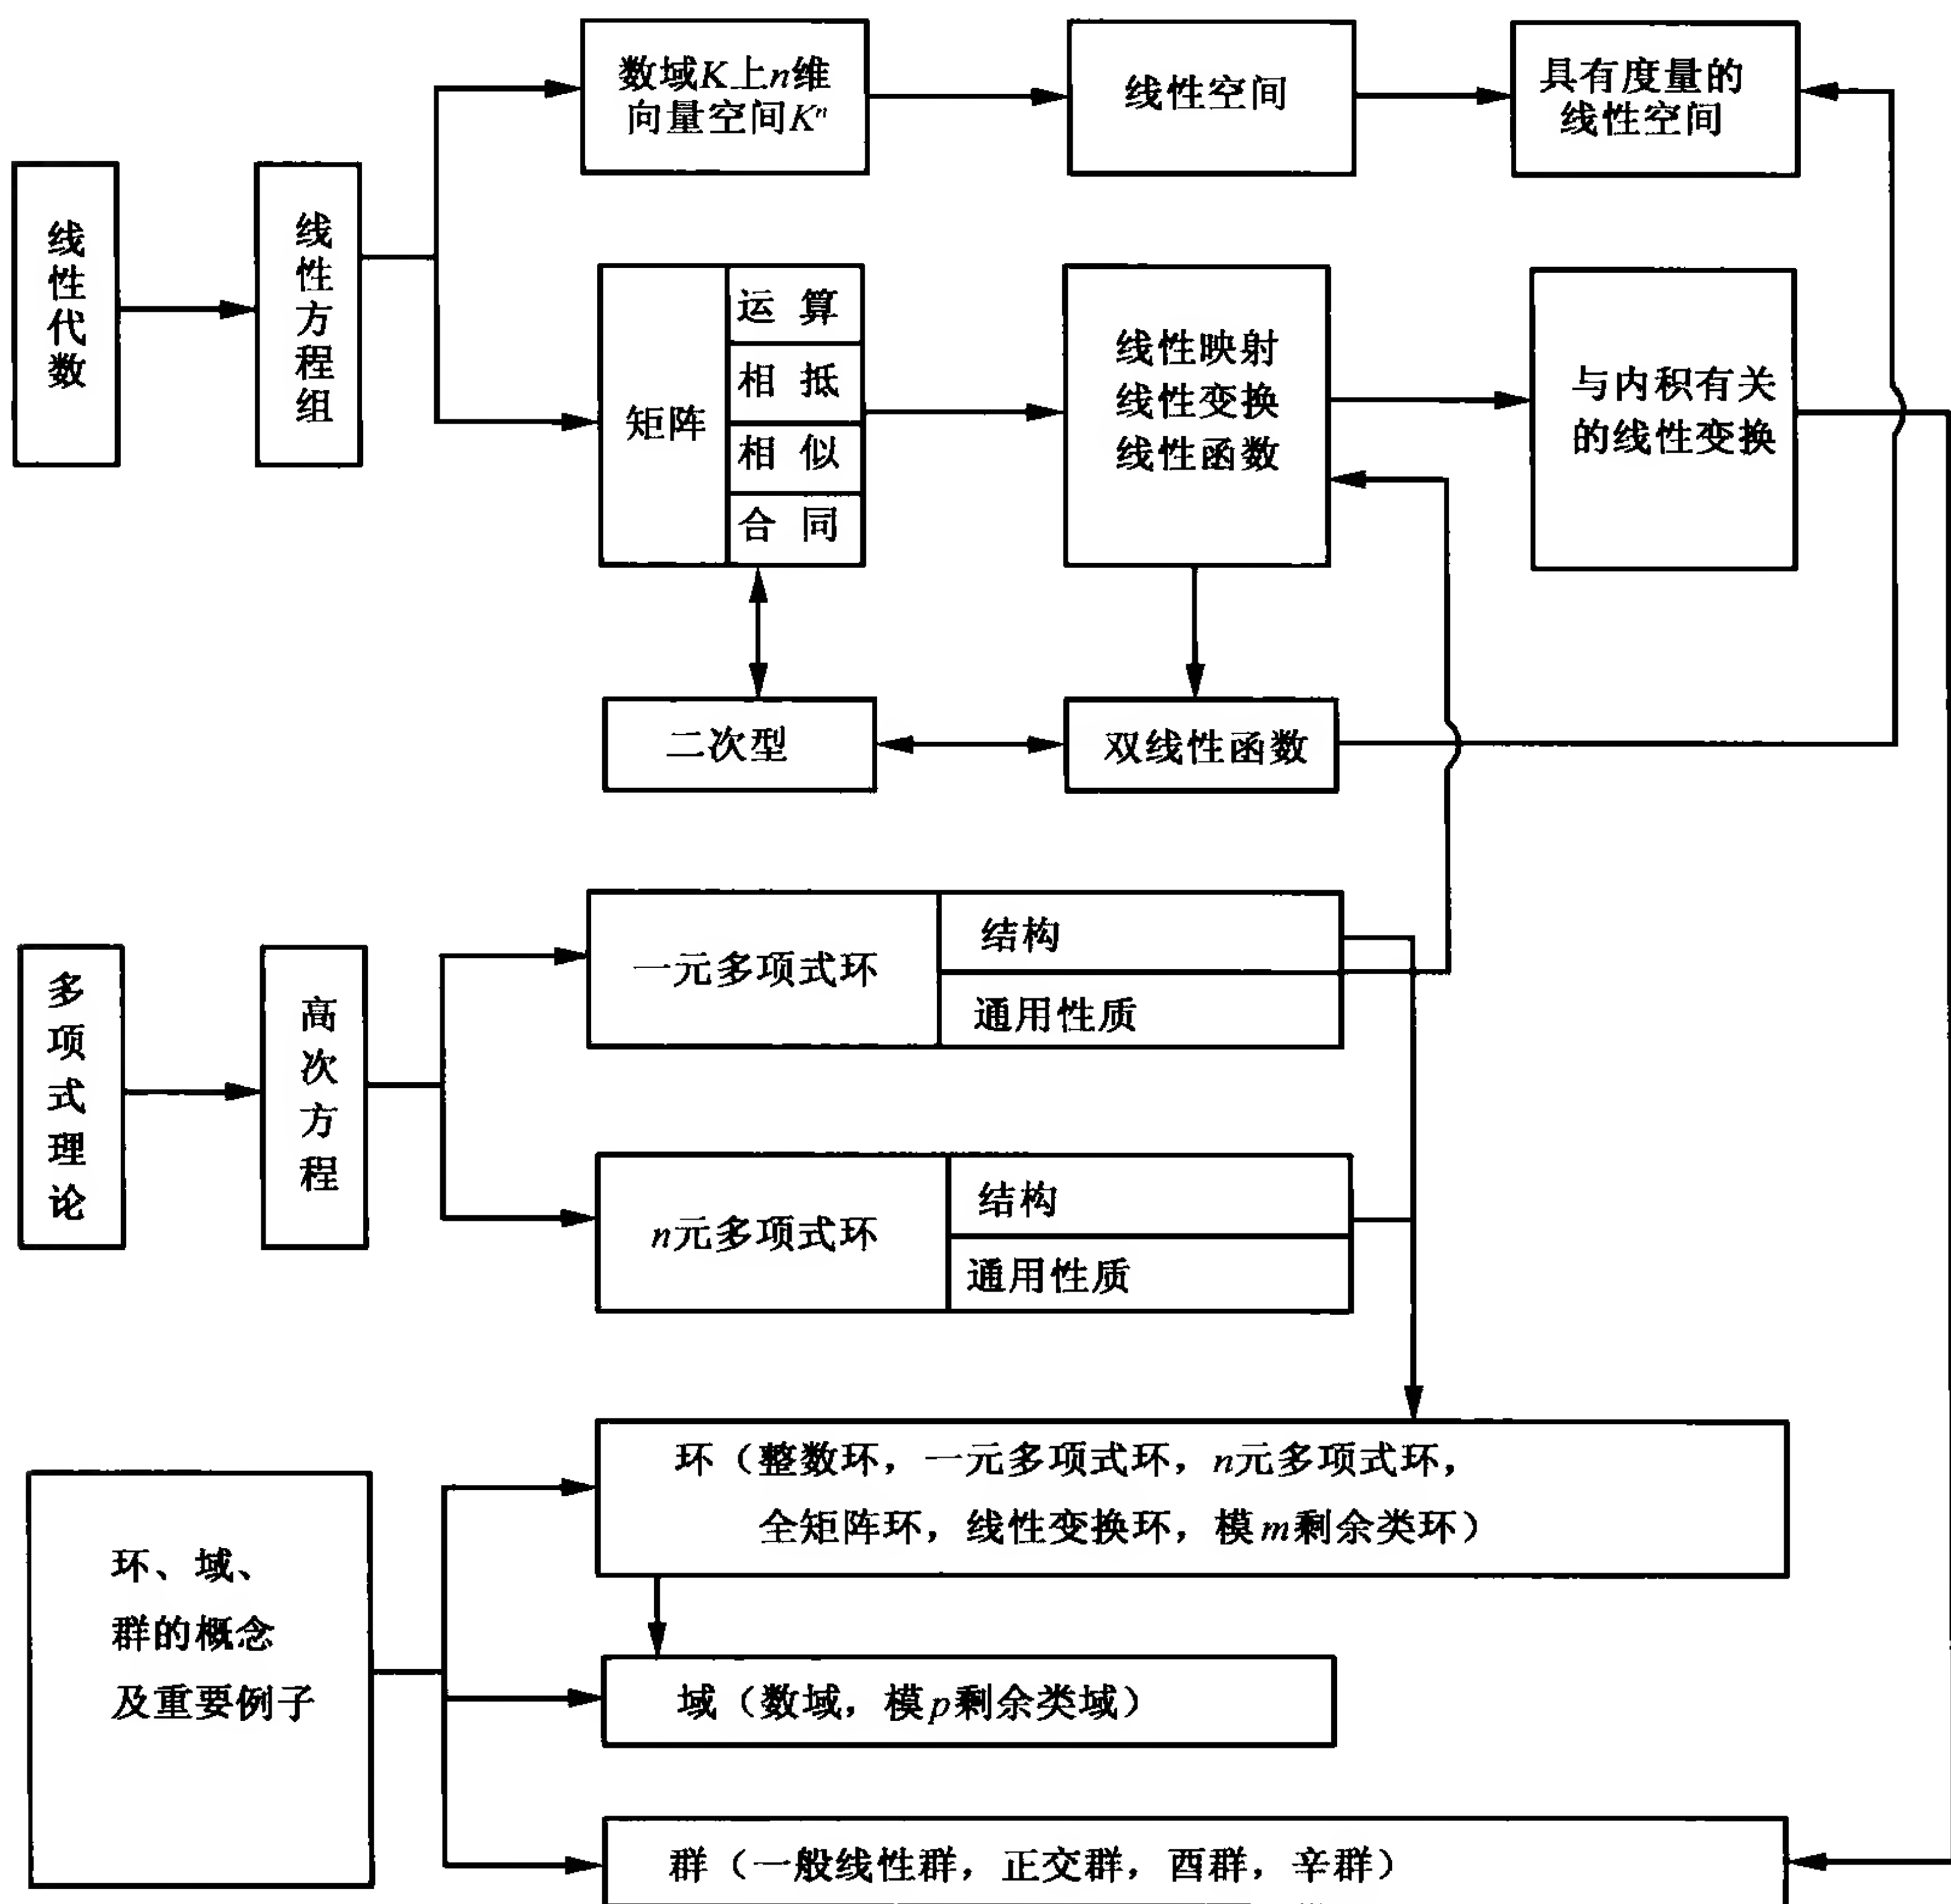 线性代数
线性方程组
数域K上n维
向量空间Kⁿ
线性空间
具有度量的
线性空间
矩阵
运算
相抵
相似
合同
线性映射
线性变换
线性函数
与内积有关
的线性变换
二次型
双线性函数
多项式理论
高次方程
一元多项式环
结构
通用性质
n元多项式环
结构
通用性质
环、域、
群的概念
及重要例子
环（整数环，一元多项式环，n元多项式环，
全矩阵环，线性变换环，模m剩余类环）
域（数域，模p剩余类域）
群（一般线性群，正交群，酉群，辛群）